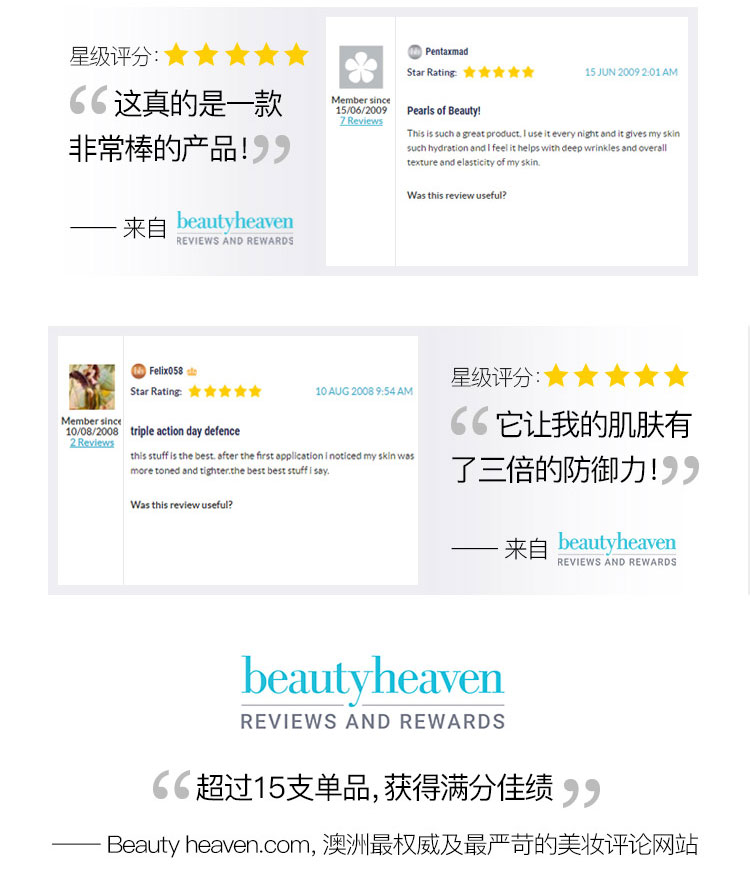 星级评分：
“这真的是一款
非常棒的产品！”
—— 来自 beautyheaven
REVIEWS AND REWARDS
Member since
15/06/2009
7 Reviews
Pentaxmad
Star Rating: 15 JUN 2009 2:01 AM
Pearls of Beauty!
This is such a great product, I use it every night and it gives my skin
such hydration and I feel it helps with deep wrinkles and overall
texture and elasticity of my skin.
Was this review useful?
Member since
10/08/2008
2 Reviews
Felix058
Star Rating: 10 AUG 2008 9:54 AM
triple action day defence
this stuff is the best. after the first application i noticed my skin was
more toned and tighter.the best best stuff i say.
Was this review useful?
星级评分：
“它让我的肌肤有
了三倍的防御力！”
—— 来自 beautyheaven
REVIEWS AND REWARDS
beautyheaven
REVIEWS AND REWARDS
“超过15支单品，获得满分佳绩”
—— Beauty heaven.com，澳洲最权威及最严苛的美妆评论网站